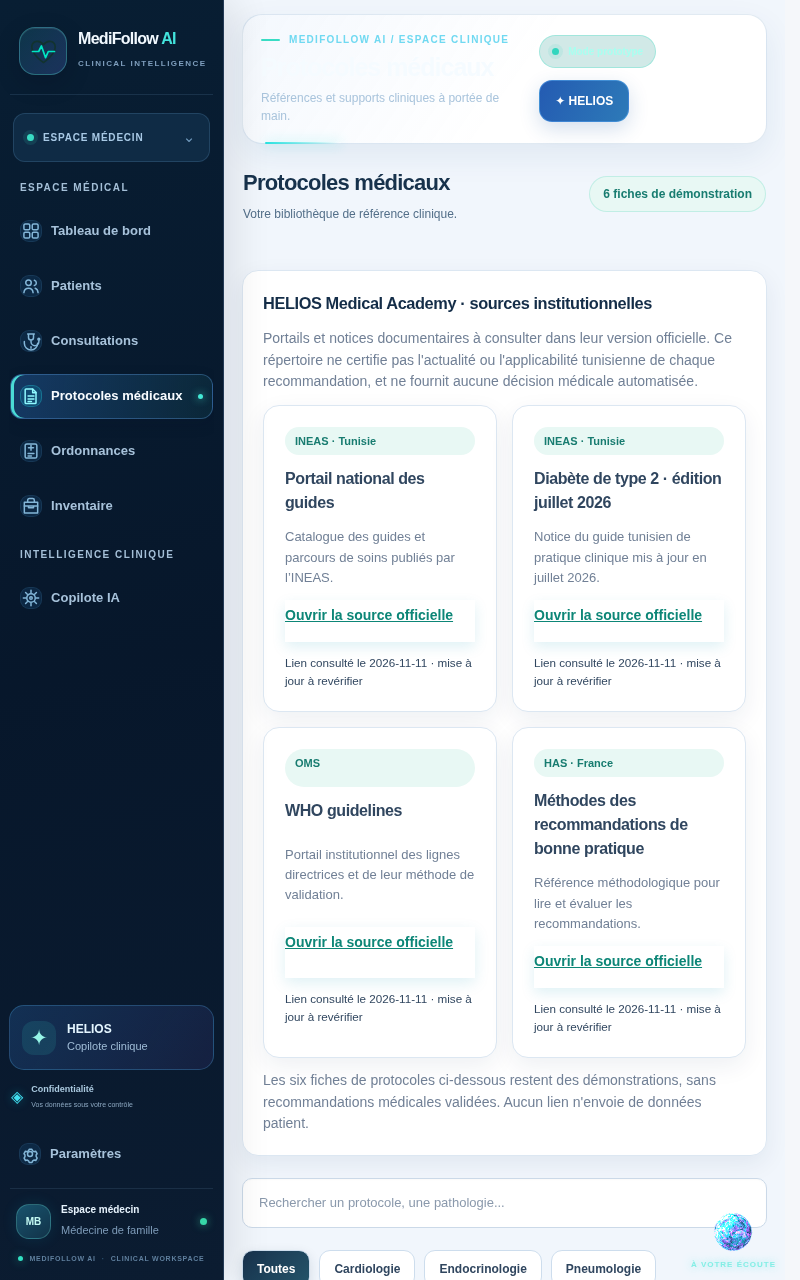 MediFollow AI
CLINICAL INTELLIGENCE
ESPACE MÉDECIN
ESPACE MÉDICAL
Tableau de bord
Patients
Consultations
Protocoles médicaux
Ordonnances
Inventaire
INTELLIGENCE CLINIQUE
Copilote IA
HELIOS
Copilote clinique
Confidentialité
Vos données sous votre contrôle
Paramètres
MB
Espace médecin
Médecine de famille
MEDIFOLLOW AI · CLINICAL WORKSPACE
MEDIFOLLOW AI / ESPACE CLINIQUE
médicaux
Références et supports cliniques à portée de
main.
✦ HELIOS
Protocoles médicaux
Votre bibliothèque de référence clinique.
6 fiches de démonstration
HELIOS Medical Academy · sources institutionnelles
Portails et notices documentaires à consulter dans leur version officielle. Ce
répertoire ne certifie pas l'actualité ou l'applicabilité tunisienne de chaque
recommandation, et ne fournit aucune décision médicale automatisée.
INEAS · Tunisie
Portail national des
guides
Catalogue des guides et
parcours de soins publiés par
l'INEAS.
Ouvrir la source officielle
Lien consulté le 2026-11-11 · mise à
jour à revérifier
INEAS · Tunisie
Diabète de type 2 · édition
juillet 2026
Notice du guide tunisien de
pratique clinique mis à jour en
juillet 2026.
Ouvrir la source officielle
Lien consulté le 2026-11-11 · mise à
jour à revérifier
OMS
WHO guidelines
Portail institutionnel des lignes
directrices et de leur méthode de
validation.
Ouvrir la source officielle
Lien consulté le 2026-11-11 · mise à
jour à revérifier
HAS · France
Méthodes des
recommandations de
bonne pratique
Référence méthodologique pour
lire et évaluer les
recommandations.
Ouvrir la source officielle
Lien consulté le 2026-11-11 · mise à
jour à revérifier
Les six fiches de protocoles ci-dessous restent des démonstrations, sans
recommandations médicales validées. Aucun lien n'envoie de données
patient.
Rechercher un protocole, une pathologie...
À VOTRE ÉCOUTE
Toutes
Cardiologie
Endocrinologie
Pneumologie